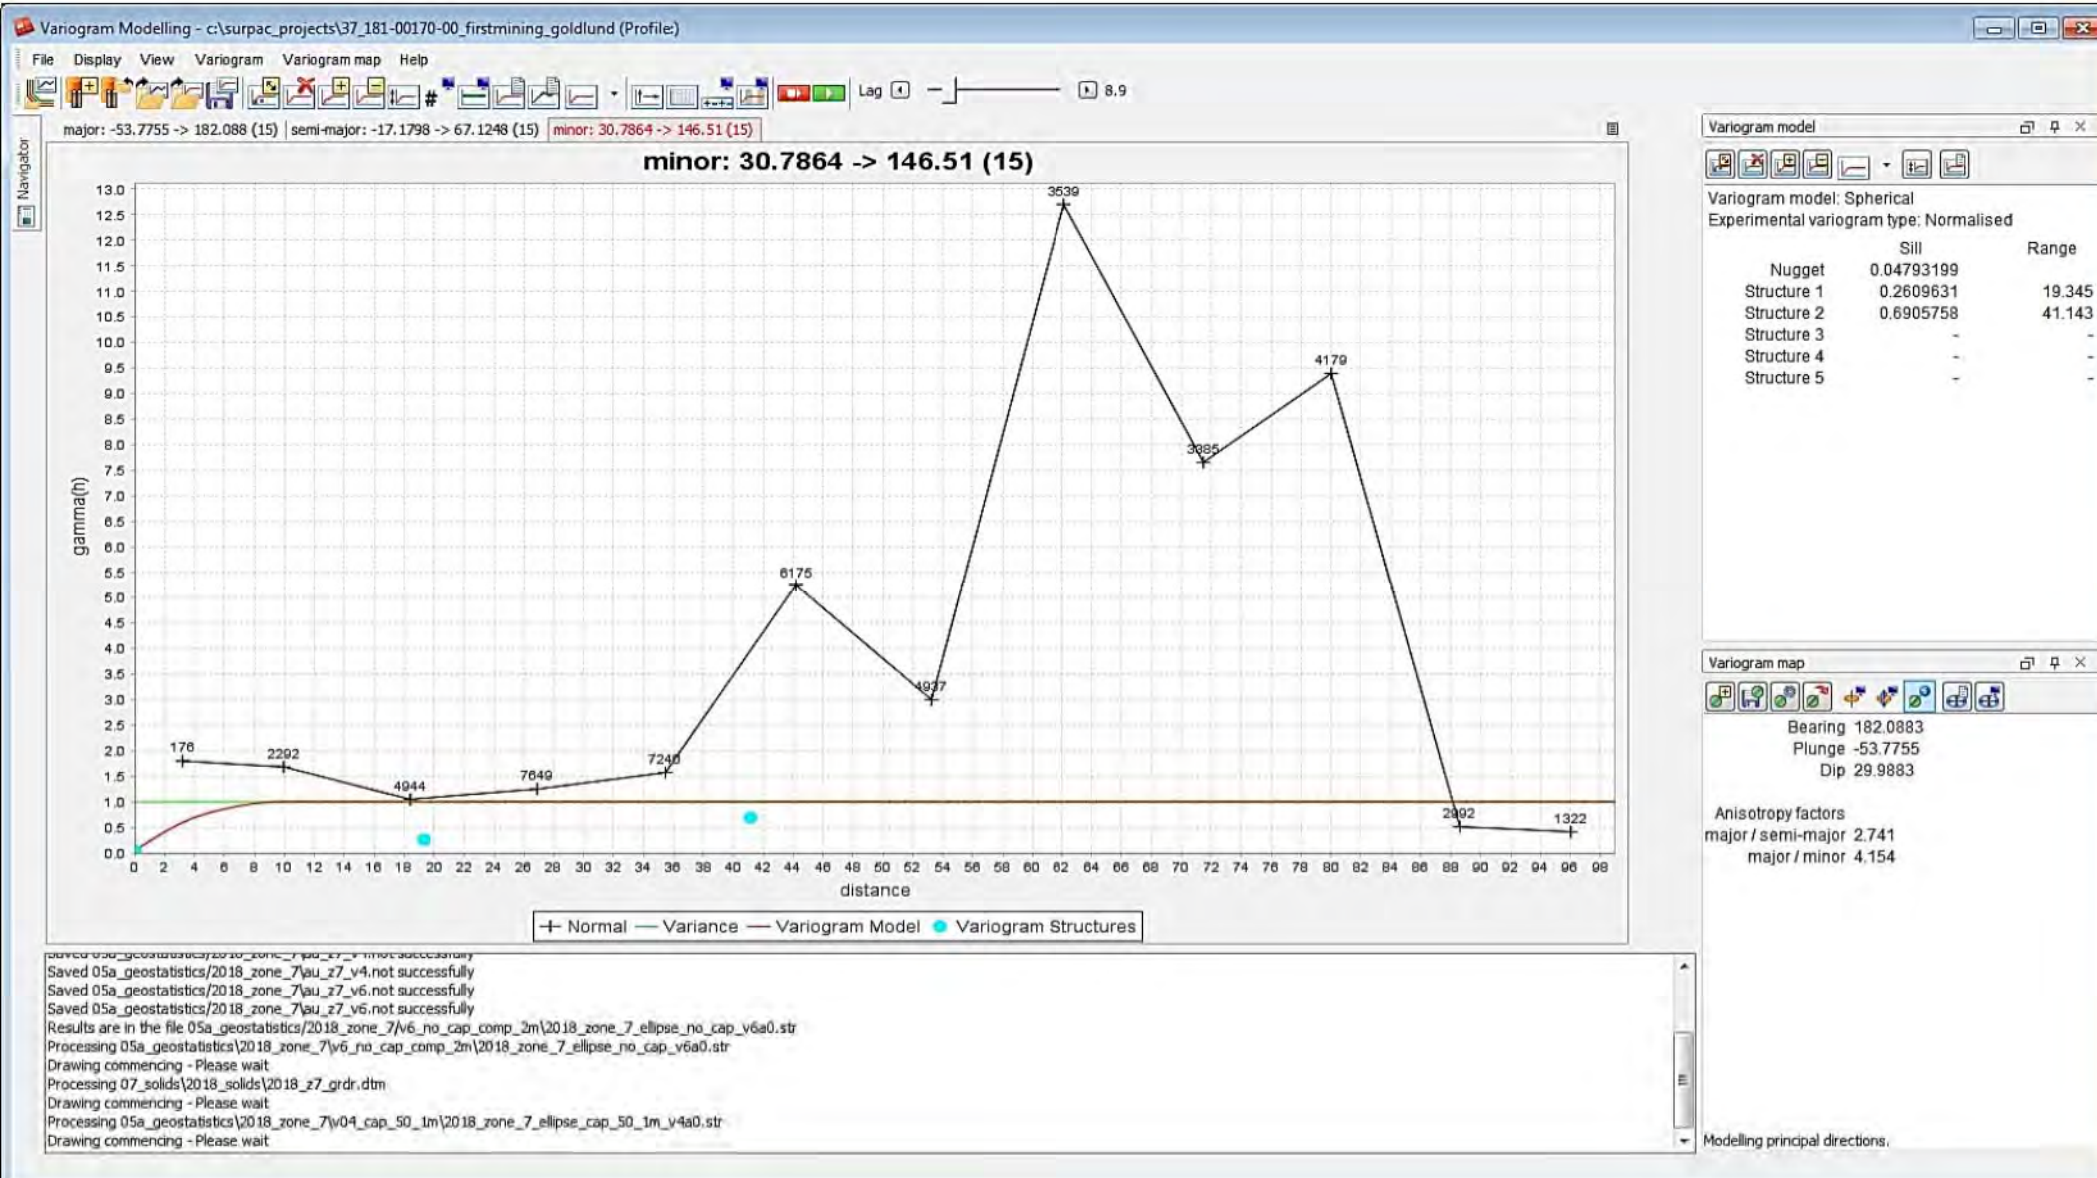 Variogram Modelling - c:\surpac_projects\37_181-00170-00_firstmining_goldlund (Profile:)
File Display View Variogram Variogram map Help
# Lag 8.9
Navigator
major: -53.7755 -> 182.088 (15) semi-major: -17.1798 -> 67.1248 (15) minor: 30.7864 -> 146.51 (15)
minor: 30.7864 -> 146.51 (15)
gamma(h)
13.0
12.5
12.0
11.5
11.0
10.5
10.0
9.5
9.0
8.5
8.0
7.5
7.0
6.5
6.0
5.5
5.0
4.5
4.0
3.5
3.0
2.5
2.0
1.5
1.0
0.5
0.0
176
2292
4944
7649
7240
6175
4937
3539
3385
4179
2992
1322
0 2 4 6 8 10 12 14 16 18 20 22 24 26 28 30 32 34 36 38 40 42 44 46 48 50 52 54 56 58 60 62 64 66 68 70 72 74 76 78 80 82 84 86 88 90 92 94 96 98
distance
Normal Variance Variogram Model Variogram Structures
Saved 05a_geostatistics/2018_zone_7\au_z7_v4.not successfully
Saved 05a_geostatistics/2018_zone_7\au_z7_v4.not successfully
Saved 05a_geostatistics/2018_zone_7\au_z7_v6.not successfully
Saved 05a_geostatistics/2018_zone_7\au_z7_v6.not successfully
Results are in the file 05a_geostatistics/2018_zone_7/v6_no_cap_comp_2m\2018_zone_7_ellipse_no_cap_v6a0.str
Processing 05a_geostatistics\2018_zone_7\v6_no_cap_comp_2m\2018_zone_7_ellipse_no_cap_v6a0.str
Drawing commencing - Please wait
Processing 07_solids\2018_solids\2018_z7_grdr.dtm
Drawing commencing - Please wait
Processing 05a_geostatistics\2018_zone_7\v04_cap_50_1m\2018_zone_7_ellipse_cap_50_1m_v4a0.str
Drawing commencing - Please wait
Variogram model
Variogram model: Spherical
Experimental variogram type: Normalised
Sill Range
Nugget 0.04793199
Structure 1 0.2609631 19.345
Structure 2 0.6905758 41.143
Structure 3 - -
Structure 4 - -
Structure 5 - -
Variogram map
Bearing 182.0883
Plunge -53.7755
Dip 29.9883
Anisotropy factors
major / semi-major 2.741
major / minor 4.154
Modelling principal directions.